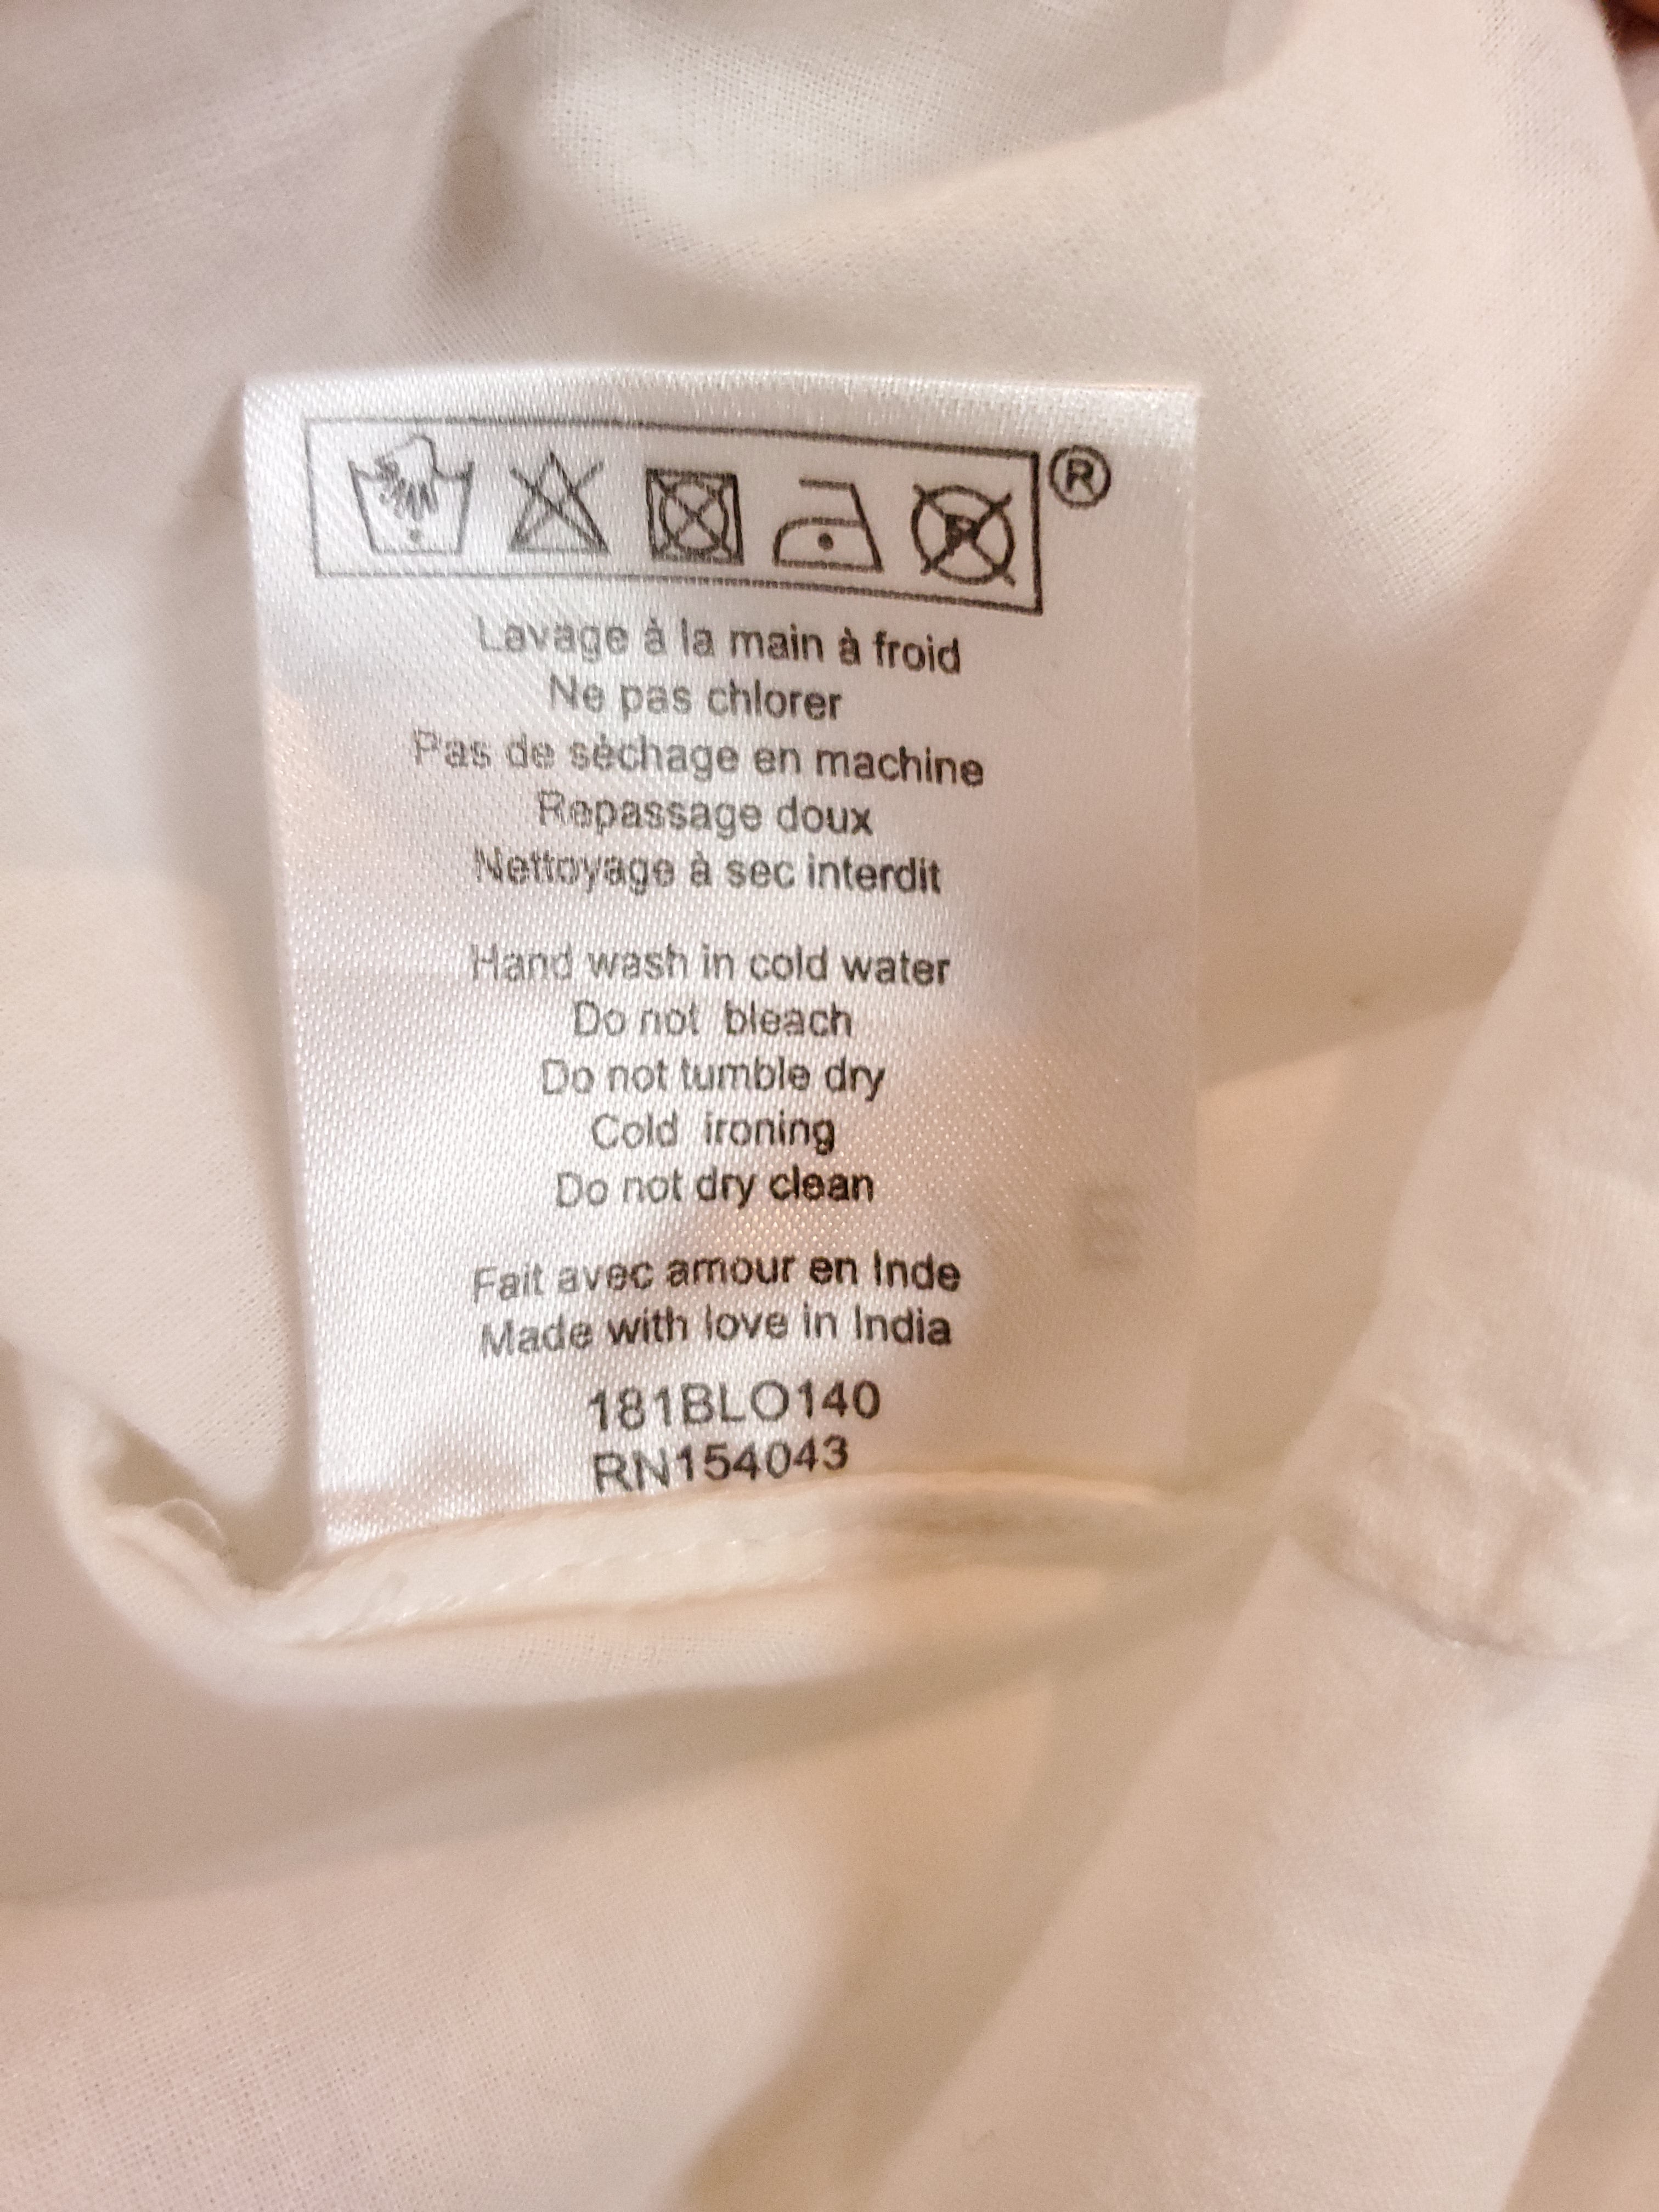 ®
Lavage à la main à froid
Ne pas chlorer
Pas de séchage en machine
Repassage doux
Nettoyage à sec interdit
Hand wash in cold water
Do not bleach
Do not tumble dry
Cold ironing
Do not dry clean
Fait avec amour en Inde
Made with love in India
181BLO140
RN154043